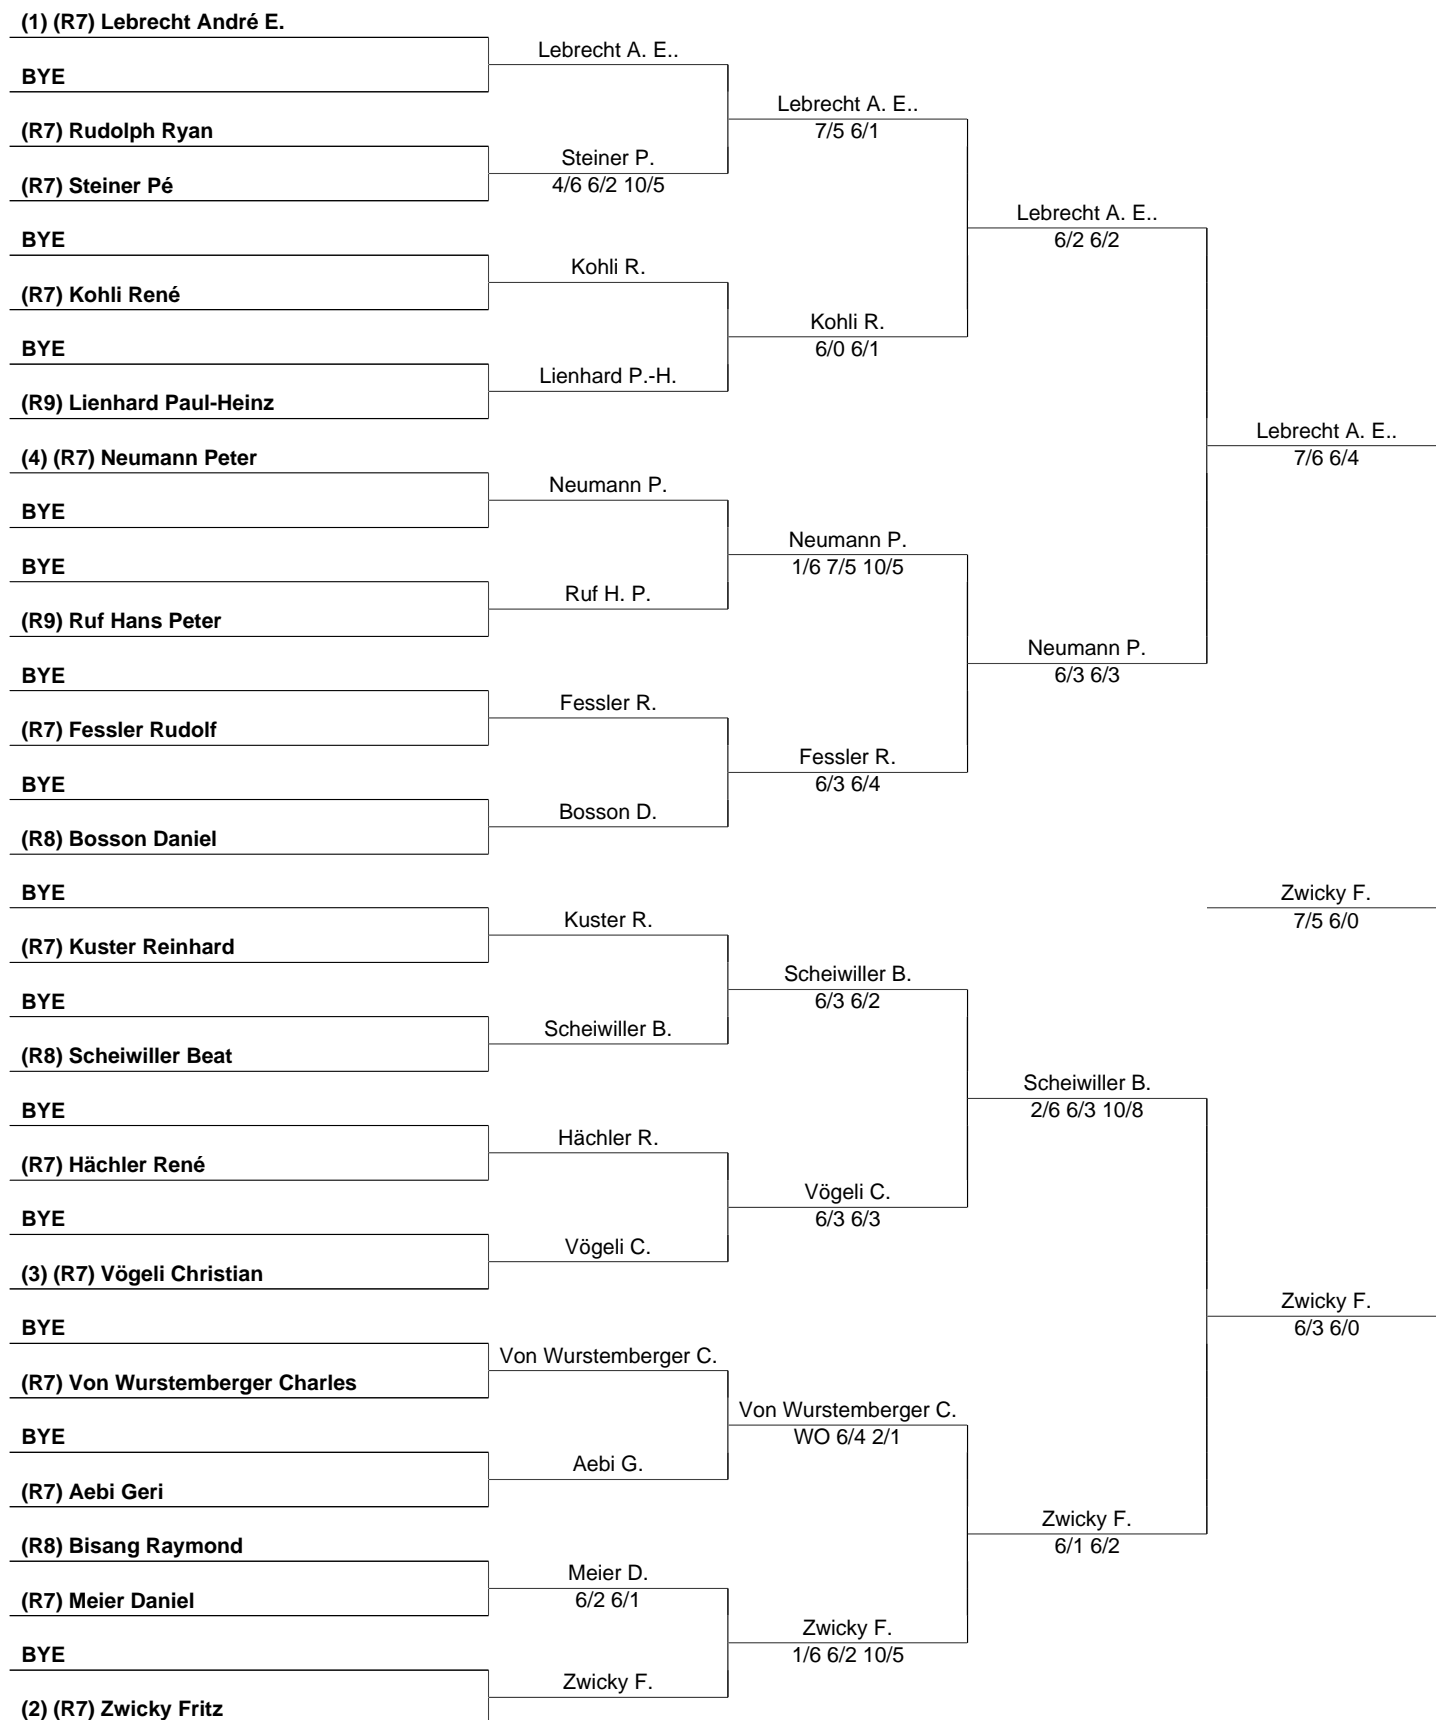 (1) (R7) Lebrecht André E.
BYE
(R7) Rudolph Ryan
(R7) Steiner Pé
BYE
(R7) Kohli René
BYE
(R9) Lienhard Paul-Heinz
(4) (R7) Neumann Peter
BYE
BYE
(R9) Ruf Hans Peter
BYE
(R7) Fessler Rudolf
BYE
(R8) Bosson Daniel
BYE
(R7) Kuster Reinhard
BYE
(R8) Scheiwiller Beat
BYE
(R7) Hächler René
BYE
(3) (R7) Vögeli Christian
BYE
(R7) Von Wurstemberger Charles
BYE
(R7) Aebi Geri
(R8) Bisang Raymond
(R7) Meier Daniel
BYE
(2) (R7) Zwicky Fritz
Lebrecht A. E..
Steiner P.
4/6 6/2 10/5
Kohli R.
Lienhard P.-H.
Neumann P.
Ruf H. P.
Fessler R.
Bosson D.
Kuster R.
Scheiwiller B.
Hächler R.
Vögeli C.
Von Wurstemberger C.
Aebi G.
Meier D.
6/2 6/1
Zwicky F.
Lebrecht A. E..
7/5 6/1
Kohli R.
6/0 6/1
Neumann P.
1/6 7/5 10/5
Fessler R.
6/3 6/4
Scheiwiller B.
6/3 6/2
Vögeli C.
6/3 6/3
Von Wurstemberger C.
WO 6/4 2/1
Zwicky F.
1/6 6/2 10/5
Lebrecht A. E..
6/2 6/2
Neumann P.
6/3 6/3
Scheiwiller B.
2/6 6/3 10/8
Zwicky F.
6/1 6/2
Lebrecht A. E..
7/6 6/4
Zwicky F.
7/5 6/0
Zwicky F.
6/3 6/0